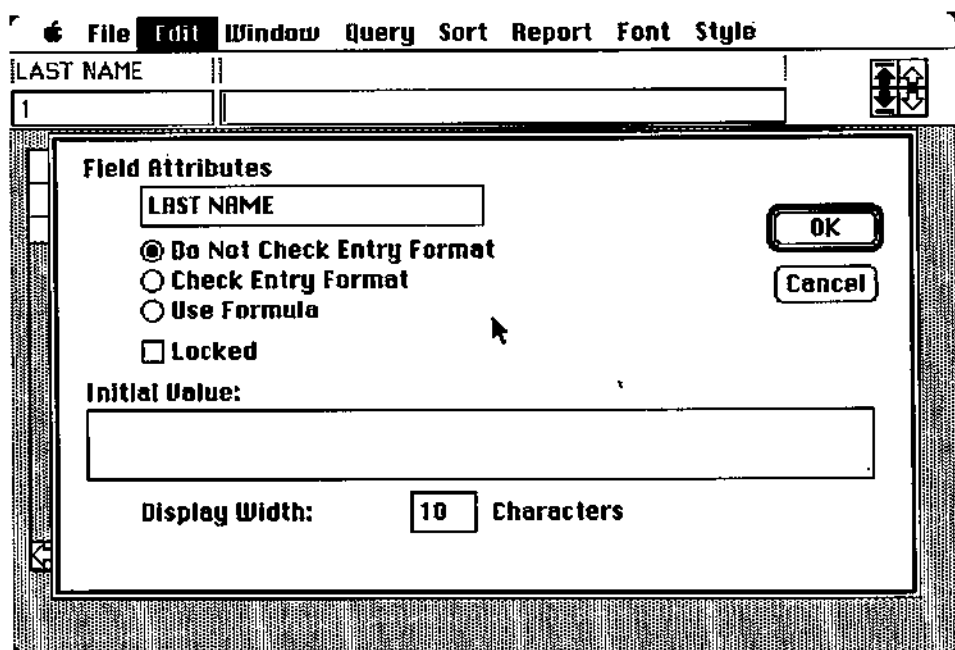 File Edit Window Query Sort Report Font Style
LAST NAME
1
Field Attributes
LAST NAME
OK
Do Not Check Entry Format
Check Entry Format
Cancel
Use Formula
Locked
Initial Value:
Display Width: 10 Characters